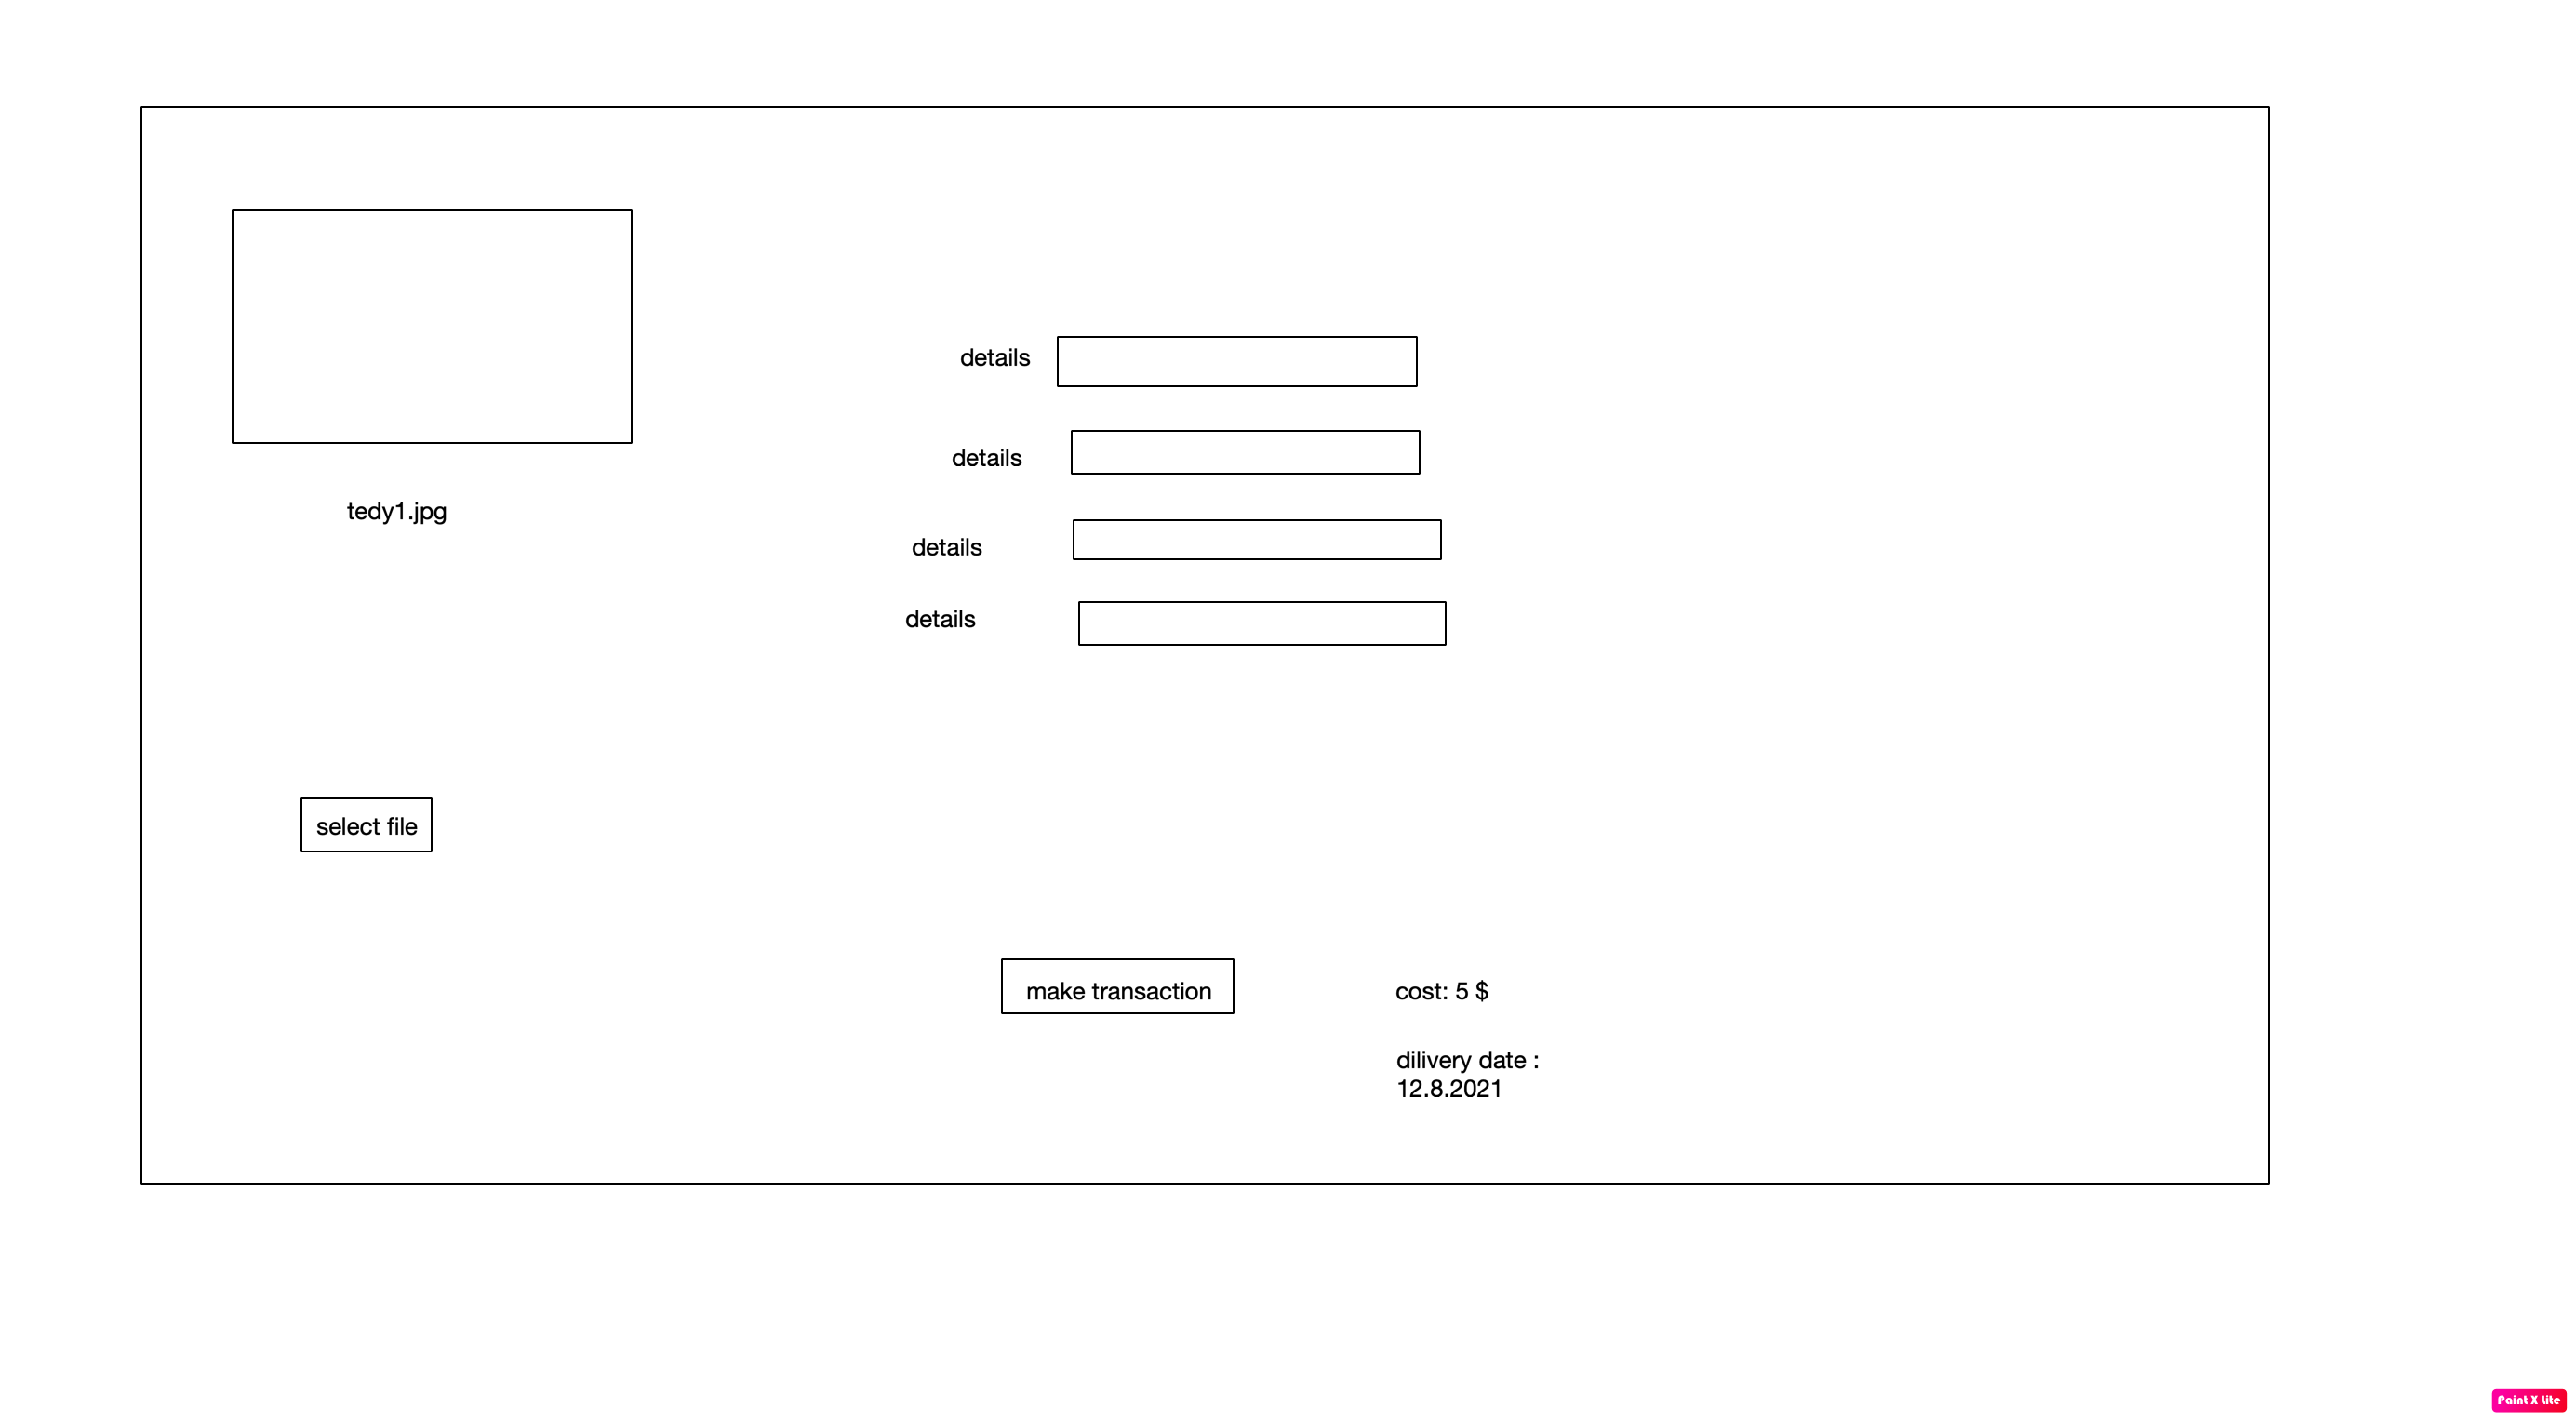 details
details
tedy1.jpg
details
details
select file
make transaction
cost: 5 $
dilivery date :
12.8.2021
Paint X Lite